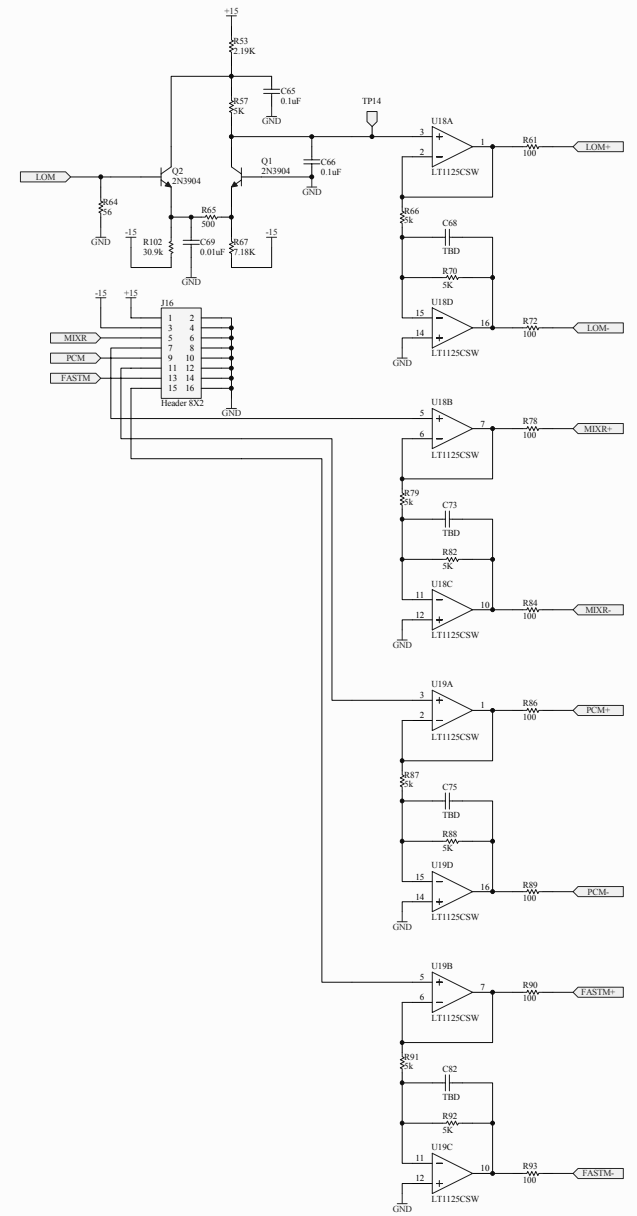 +15
R53
2.19K
C65
0.1uF
GND
R57
5K
TP14
Q2
2N3904
Q1
2N3904
C66
0.1uF
GND
LOM
R64
56
GND
R65
500
-15
R102
30.9k
C69
0.01uF
GND
R67
7.18K
-15
U18A
3
2
1
LT1125CSW
R61
100
LOM+
R66
5k
C68
TBD
R70
5K
U18D
15
14
16
LT1125CSW
GND
R72
100
LOM-
-15
+15
J16
MIXR
PCM
FASTM
1 2
3 4
5 6
7 8
9 10
11 12
13 14
15 16
Header 8X2
GND
U18B
5
6
7
LT1125CSW
R78
100
MIXR+
R79
5k
C73
TBD
R82
5K
U18C
11
12
10
LT1125CSW
GND
R84
100
MIXR-
U19A
3
2
1
LT1125CSW
R86
100
PCM+
R87
5k
C75
TBD
R88
5K
U19D
15
14
16
LT1125CSW
GND
R89
100
PCM-
U19B
5
6
7
LT1125CSW
R90
100
FASTM+
R91
5k
C82
TBD
R92
5K
U19C
11
12
10
LT1125CSW
GND
R93
100
FASTM-